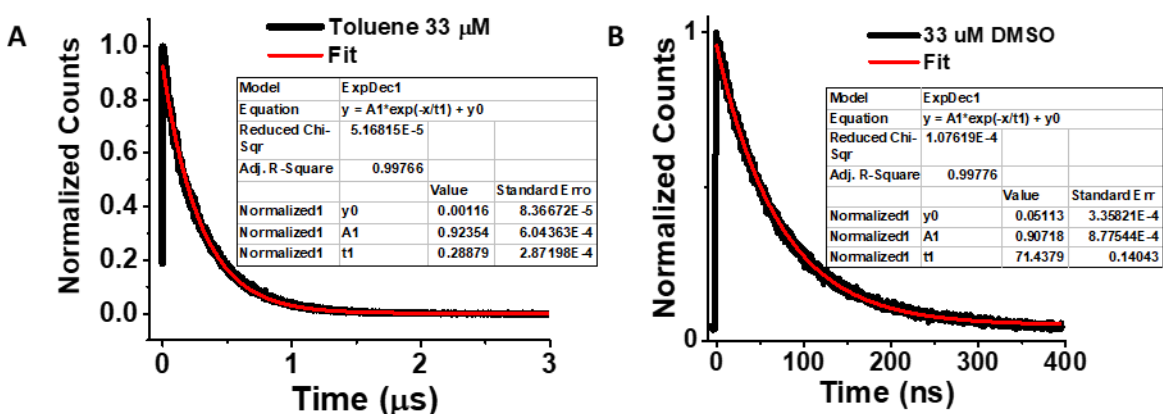 A
Toluene 33 μM
Fit
Model ExpDec1
Equation y = A1*exp(-x/t1) + y0
Reduced Chi-
Sqr 5.16815E-5
Adj. R-Square 0.99766
Value Standard Erro
Normalized1 y0 0.00116 8.36672E-5
Normalized1 A1 0.92354 6.04363E-4
Normalized1 t1 0.28879 2.87198E-4
Normalized Counts
1.0
0.8
0.6
0.4
0.2
0.0
0 1 2 3
Time (μs)
B
33 uM DMSO
Fit
Model ExpDec1
Equation y = A1*exp(-x/t1) + y0
Reduced Chi-
Sqr 1.07619E-4
Adj. R-Square 0.99776
Value Standard Err
Normalized1 y0 0.05113 3.35821E-4
Normalized1 A1 0.90718 8.77544E-4
Normalized1 t1 71.4379 0.14043
Normalized Counts
1
0
0 100 200 300 400
Time (ns)